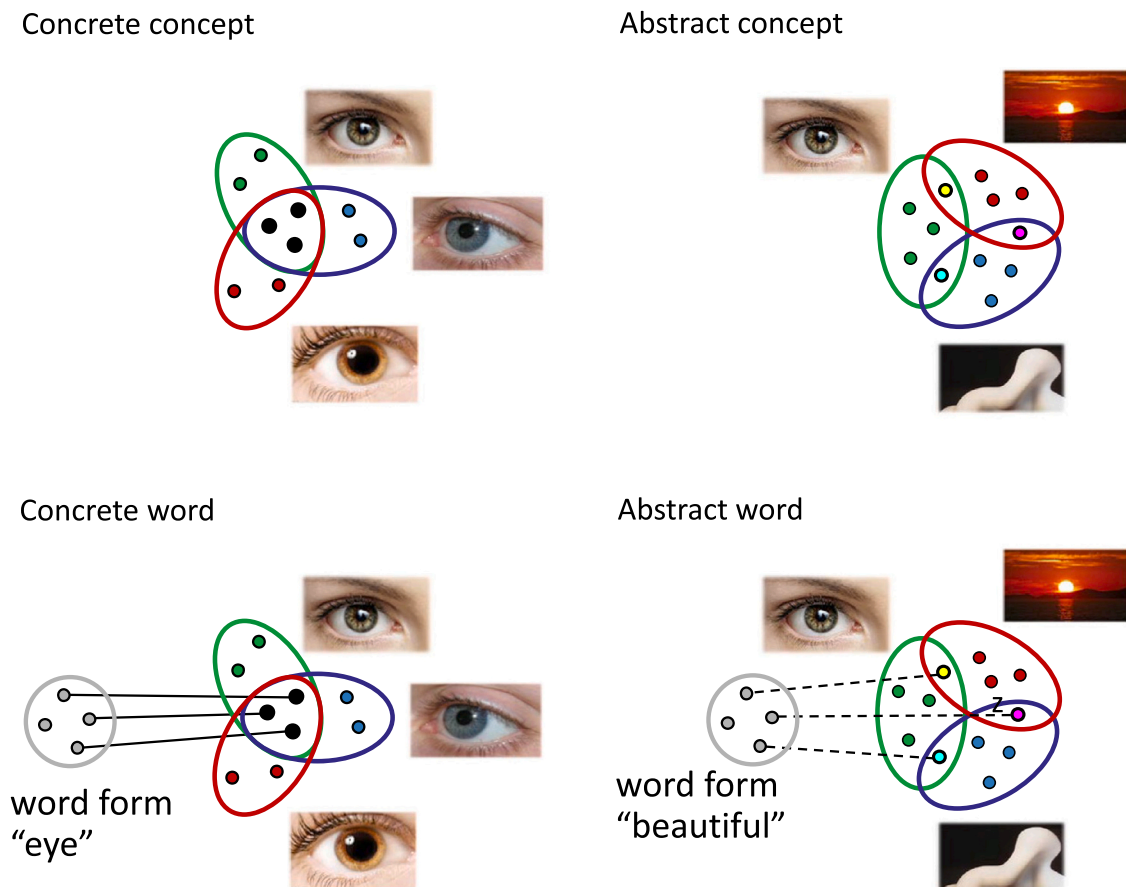 Concrete concept
Abstract concept
Concrete word
Abstract word
z
word form
“eye”
word form
“beautiful”